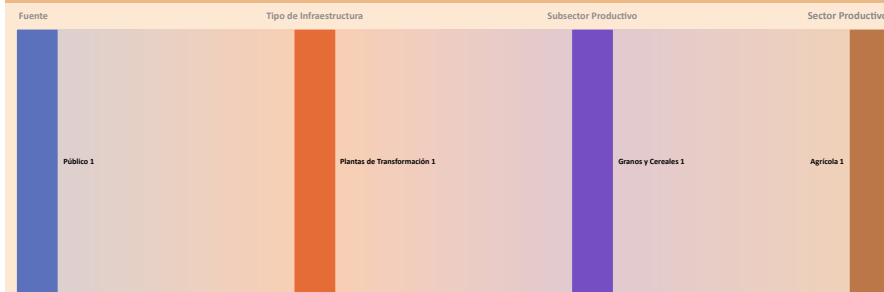 Fuente
Tipo de Infraestructura
Subsector Productivo
Sector Productivo
Público 1
Plantas de Transformación 1
Granos y Cereales 1
Agrícola 1